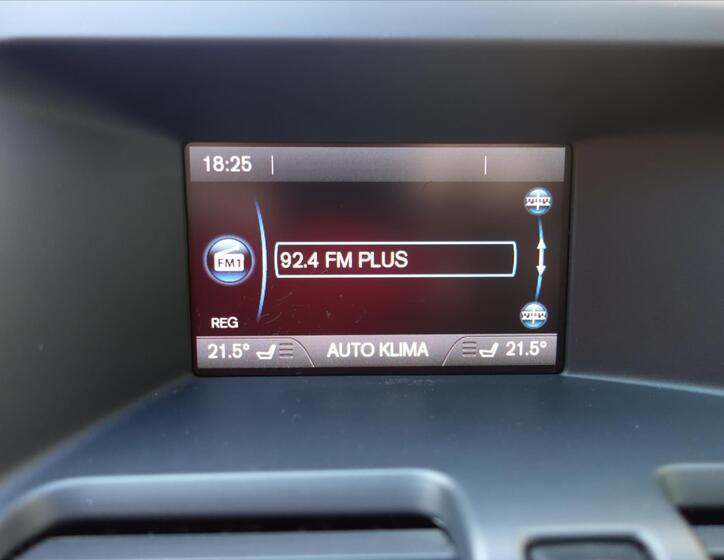 18:25
FM1
92.4 FM PLUS
REG
21.5° AUTO KLIMA 21.5°